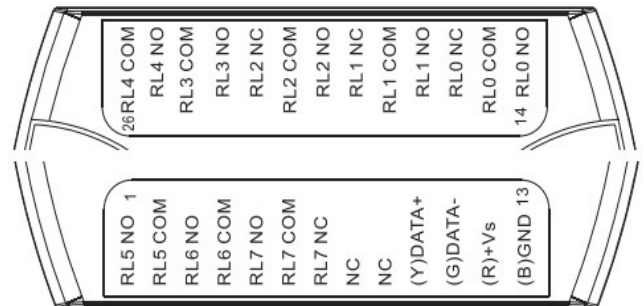 26 RL4 COM
RL4 NO
RL3 COM
RL3 NO
RL2 NC
RL2 COM
RL2 NO
RL1 NC
RL1 COM
RL1 NO
RL0 NC
RL0 COM
14 RL0 NO
RL5 NO 1
RL5 COM
RL6 NO
RL6 COM
RL7 NO
RL7 COM
RL7 NC
NC
NC
(Y)DATA+
(G)DATA-
(R)+Vs
(B)GND 13